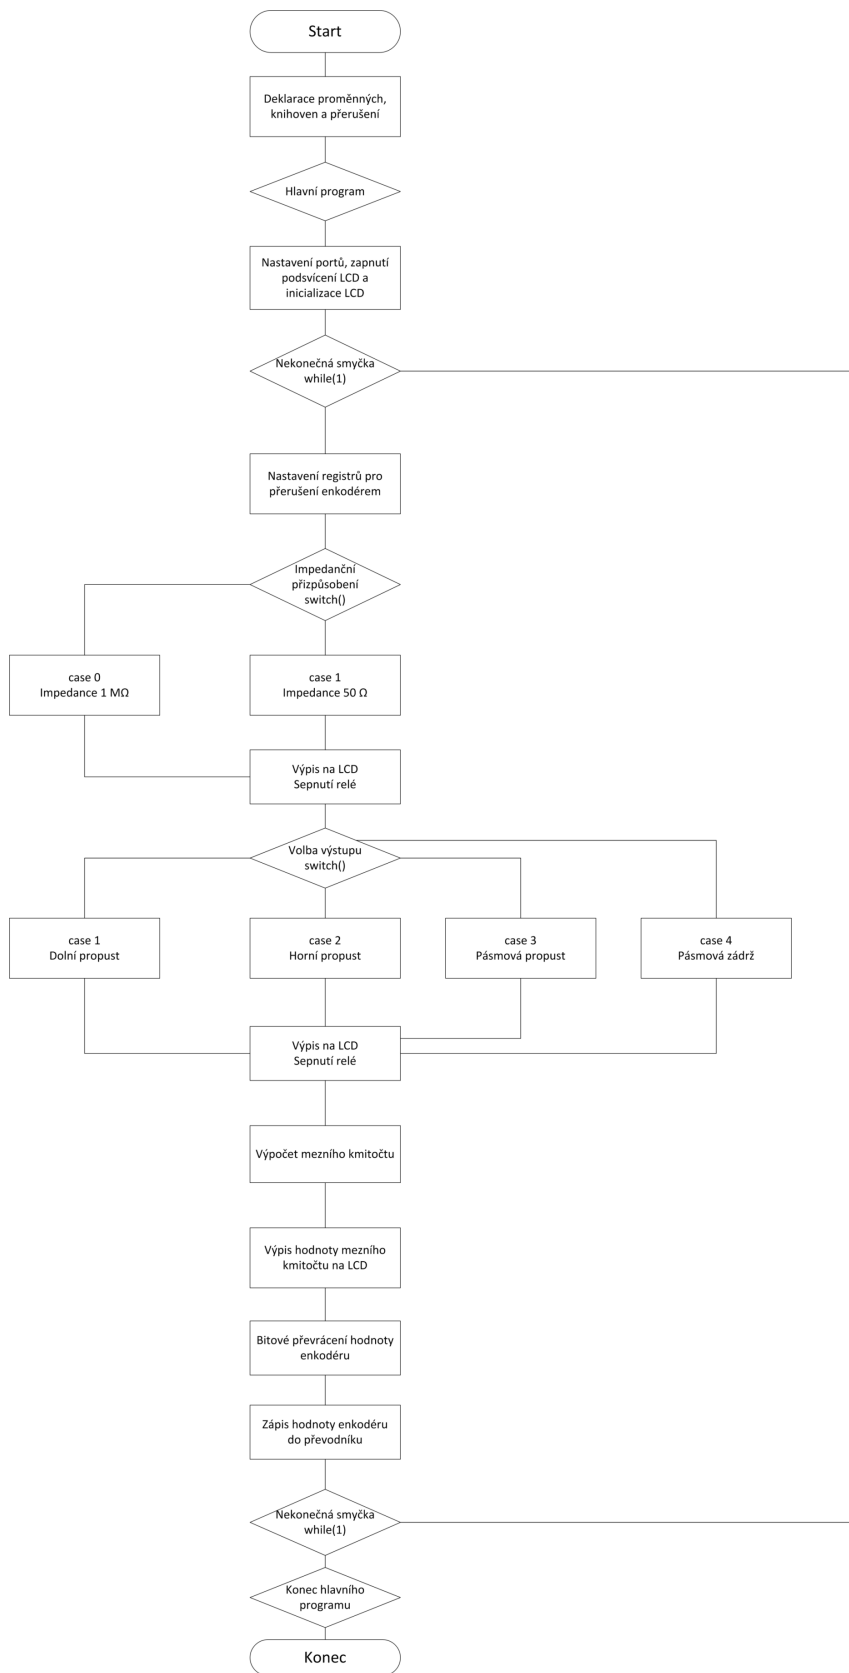 Start
Deklarace proměnných,
knihoven a přerušení
Hlavní program
Nastavení portů, zapnutí
podsvícení LCD a
inicializace LCD
Nekonečná smyčka
while(1)
Nastavení registrů pro
přerušení enkodérem
Impedanční
přizpůsobení
switch()
case 0
Impedance 1 MΩ
case 1
Impedance 50 Ω
Výpis na LCD
Sepnutí relé
Volba výstupu
switch()
case 1
Dolní propust
case 2
Horní propust
case 3
Pásmová propust
case 4
Pásmová zádrž
Výpis na LCD
Sepnutí relé
Výpočet mezního kmitočtu
Výpis hodnoty mezního
kmitočtu na LCD
Bitové převrácení hodnoty
enkodéru
Zápis hodnoty enkodéru
do převodníku
Nekonečná smyčka
while(1)
Konec hlavního
programu
Konec